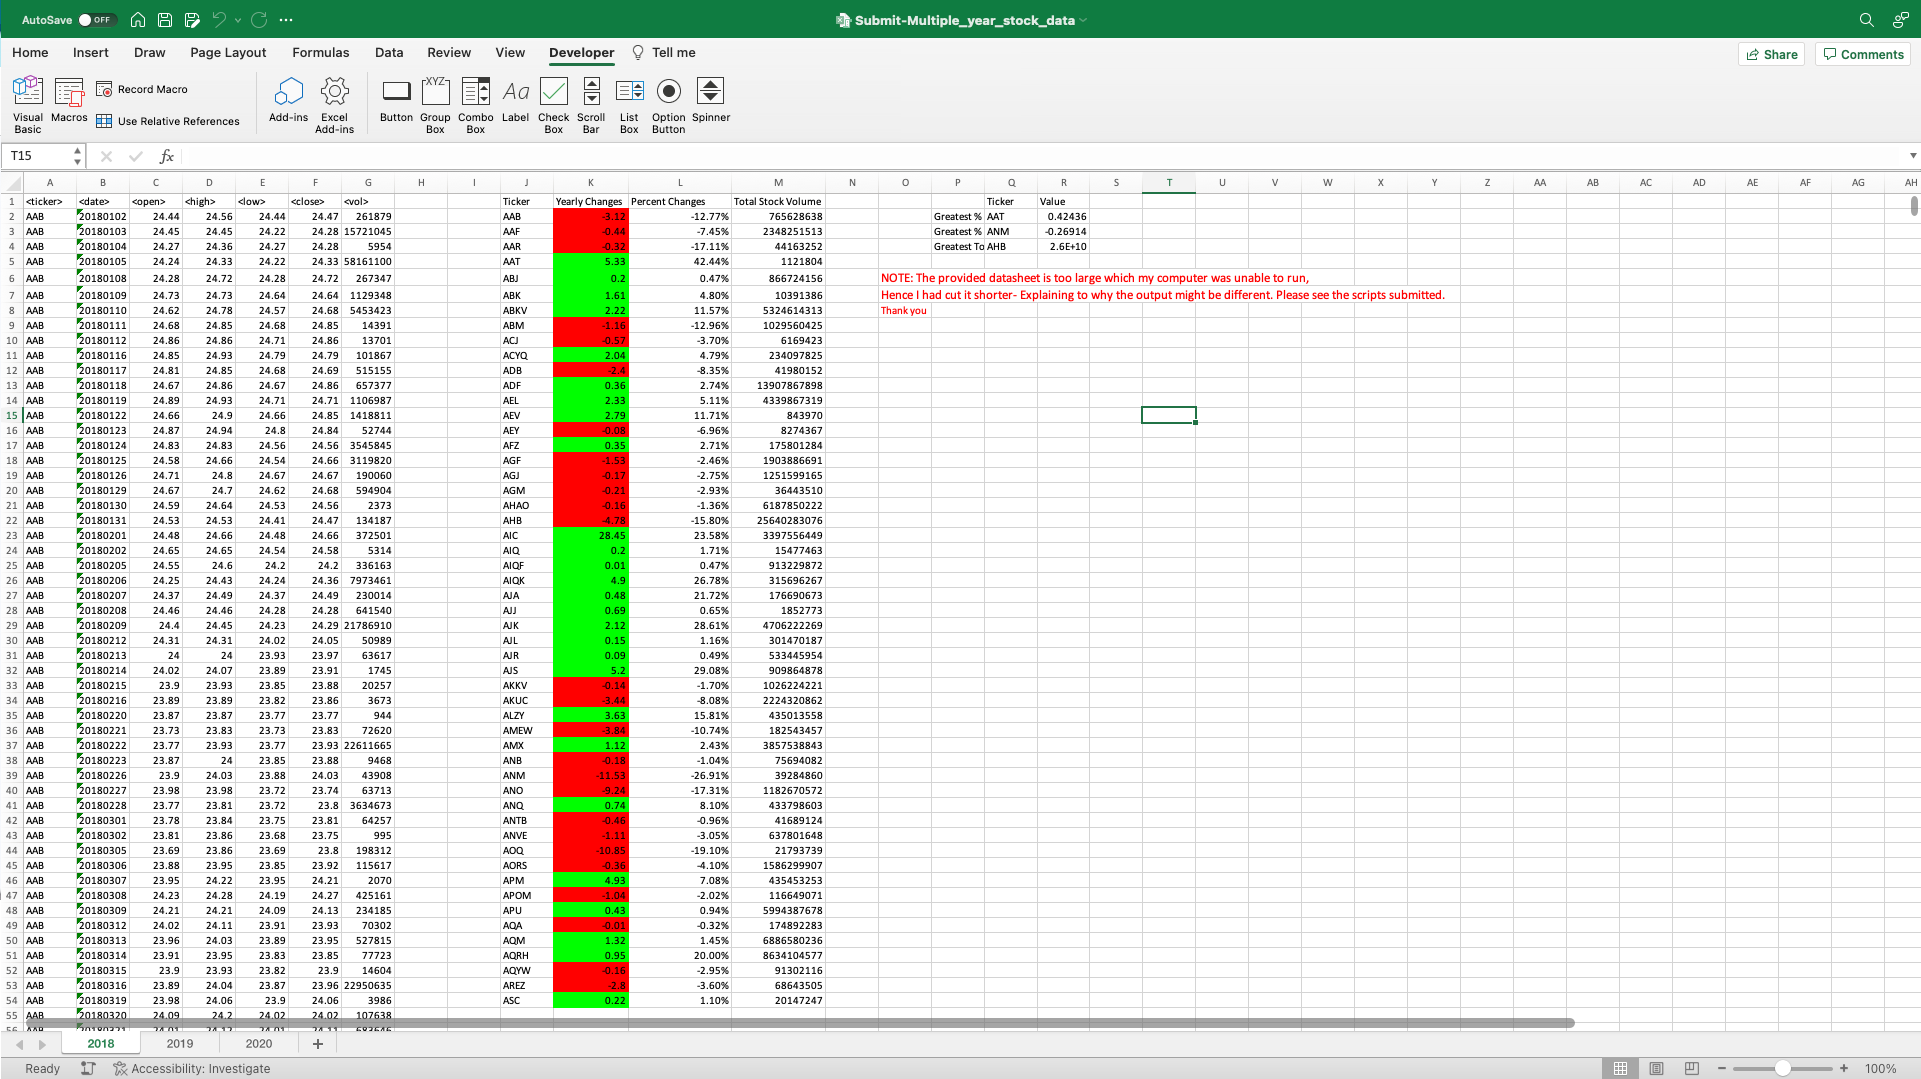 AutoSave OFF
Submit-Multiple_year_stock_data
Home Insert Draw Page Layout Formulas Data Review View Developer Tell me Share Comments
Visual Basic Macros Record Macro Use Relative References Add-ins Excel Add-ins Button Group Box Combo Box Label Check Box Scroll Bar List Box Option Button Spinner
T15 fx
A B C D E F G H I J K L M N O P Q R S T U V W X Y Z AA AB AC AD AE AF AG AH
1 <ticker> <date> <open> <high> <low> <close> <vol> Ticker Yearly Changes Percent Changes Total Stock Volume Ticker Value
2 AAB 20180102 24.44 24.56 24.44 24.47 261879 AAB -3.12 -12.77% 765628638 Greatest % AAT 0.42436
3 AAB 20180103 24.45 24.45 24.22 24.28 15721045 AAF -0.44 -7.45% 2348251513 Greatest % ANM -0.26914
4 AAB 20180104 24.27 24.36 24.27 24.28 5954 AAR -0.32 -17.11% 44163252 Greatest To AHB 2.6E+10
5 AAB 20180105 24.24 24.33 24.22 24.33 58161100 AAT 5.33 42.44% 1121804
6 AAB 20180108 24.28 24.72 24.28 24.72 267347 ABJ 0.2 0.47% 866724156 NOTE: The provided datasheet is too large which my computer was unable to run,
7 AAB 20180109 24.73 24.73 24.64 24.64 1129348 ABK 1.61 4.80% 10391386 Hence I had cut it shorter- Explaining to why the output might be different. Please see the scripts submitted.
8 AAB 20180110 24.62 24.78 24.57 24.68 5453423 ABKV 2.22 11.57% 5324614313 Thank you
9 AAB 20180111 24.68 24.85 24.68 24.85 14391 ABM -1.16 -12.96% 1029560425
10 AAB 20180112 24.86 24.86 24.71 24.86 13701 ACJ -0.57 -3.70% 6169423
11 AAB 20180116 24.85 24.93 24.79 24.79 101867 ACYQ 2.04 4.79% 234097825
12 AAB 20180117 24.81 24.85 24.68 24.69 515155 ADB -2.4 -8.35% 41980152
13 AAB 20180118 24.67 24.86 24.67 24.86 657377 ADF 0.36 2.74% 13907867898
14 AAB 20180119 24.89 24.93 24.71 24.71 1106987 AEL 2.33 5.11% 4339867319
15 AAB 20180122 24.66 24.9 24.66 24.85 1418811 AEV 2.79 11.71% 843970
16 AAB 20180123 24.87 24.94 24.8 24.84 52744 AEY -0.08 -6.96% 8274367
17 AAB 20180124 24.83 24.83 24.56 24.56 3545845 AFZ 0.35 2.71% 175801284
18 AAB 20180125 24.58 24.66 24.54 24.66 3119820 AGF -1.53 -2.46% 1903886691
19 AAB 20180126 24.71 24.8 24.67 24.67 190060 AGJ -0.17 -2.75% 1251599165
20 AAB 20180129 24.67 24.7 24.62 24.68 594904 AGM -0.21 -2.93% 36443510
21 AAB 20180130 24.59 24.64 24.53 24.56 2373 AHAO -0.16 -1.36% 6187850222
22 AAB 20180131 24.53 24.53 24.41 24.47 134187 AHB -4.78 -15.80% 25640283076
23 AAB 20180201 24.48 24.66 24.48 24.66 372501 AIC 28.45 23.58% 3397556449
24 AAB 20180202 24.65 24.65 24.54 24.58 5314 AIQ 0.2 1.71% 15477463
25 AAB 20180205 24.55 24.6 24.2 24.2 336163 AIQF 0.01 0.47% 913229872
26 AAB 20180206 24.25 24.43 24.24 24.36 7973461 AIQK 4.9 26.78% 315696267
27 AAB 20180207 24.37 24.49 24.37 24.49 230014 AJA 0.48 21.72% 176690673
28 AAB 20180208 24.46 24.46 24.28 24.28 641540 AJJ 0.69 0.65% 1852773
29 AAB 20180209 24.4 24.45 24.23 24.29 21786910 AJK 2.12 28.61% 4706222269
30 AAB 20180212 24.31 24.31 24.02 24.05 50989 AJL 0.15 1.16% 301470187
31 AAB 20180213 24 24 23.93 23.97 63617 AJR 0.09 0.49% 533445954
32 AAB 20180214 24.02 24.07 23.89 23.91 1745 AJS 5.2 29.08% 909864878
33 AAB 20180215 23.9 23.93 23.85 23.88 20257 AKKV -0.14 -1.70% 1026224221
34 AAB 20180216 23.89 23.89 23.82 23.86 3673 AKUC -3.44 -8.08% 2224320862
35 AAB 20180220 23.87 23.87 23.77 23.77 944 ALZY 3.63 15.81% 435013558
36 AAB 20180221 23.73 23.83 23.73 23.83 72620 AMEW -3.84 -10.74% 182543457
37 AAB 20180222 23.77 23.93 23.77 23.93 22611665 AMX 1.12 2.43% 3857538843
38 AAB 20180223 23.87 24 23.85 23.88 9468 ANB -0.18 -1.04% 75694082
39 AAB 20180226 23.9 24.03 23.88 24.03 43908 ANM -11.53 -26.91% 39284860
40 AAB 20180227 23.98 23.98 23.72 23.74 63713 ANO -9.24 -17.31% 1182670572
41 AAB 20180228 23.77 23.81 23.72 23.8 3634673 ANQ 0.74 8.10% 433798603
42 AAB 20180301 23.78 23.84 23.75 23.81 64257 ANTB -0.46 -0.96% 41689124
43 AAB 20180302 23.81 23.86 23.68 23.75 995 ANVE -1.11 -3.05% 637801648
44 AAB 20180305 23.69 23.86 23.69 23.8 198312 AOQ -10.85 -19.10% 21793739
45 AAB 20180306 23.88 23.95 23.85 23.92 115617 AORS -0.36 -4.10% 1586299907
46 AAB 20180307 23.95 24.22 23.95 24.21 2070 APM 4.93 7.08% 435453253
47 AAB 20180308 24.23 24.28 24.19 24.27 425161 APOM -1.04 -2.02% 116649071
48 AAB 20180309 24.21 24.21 24.09 24.13 234185 APU 0.43 0.94% 5994387678
49 AAB 20180312 24.02 24.11 23.91 23.93 70302 AQA -0.01 -0.32% 174892283
50 AAB 20180313 23.96 24.03 23.89 23.95 527815 AQM 1.32 1.45% 6886580236
51 AAB 20180314 23.91 23.95 23.83 23.85 77723 AQRH 0.95 20.00% 8634104577
52 AAB 20180315 23.9 23.93 23.82 23.9 14604 AQYW -0.16 -2.95% 91302116
53 AAB 20180316 23.89 24.04 23.87 23.96 22950635 AREZ -2.8 -3.60% 68643505
54 AAB 20180319 23.98 24.06 23.9 24.06 3986 ASC 0.22 1.10% 20147247
55 AAB 20180320 24.09 24.2 24.02 24.02 107638
2018 2019 2020 +
Ready Accessibility: Investigate 100%